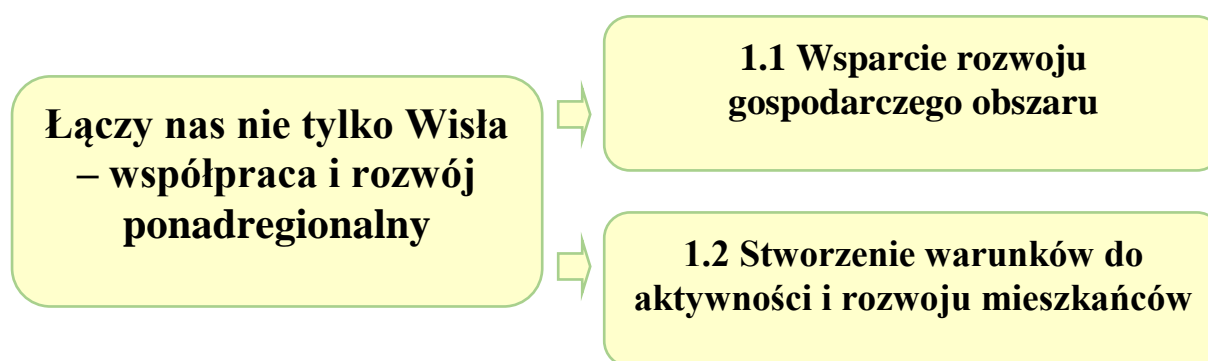 Łączy nas nie tylko Wisła
– współpraca i rozwój
ponadregionalny
1.1 Wsparcie rozwoju
gospodarczego obszaru
1.2 Stworzenie warunków do
aktywności i rozwoju mieszkańców